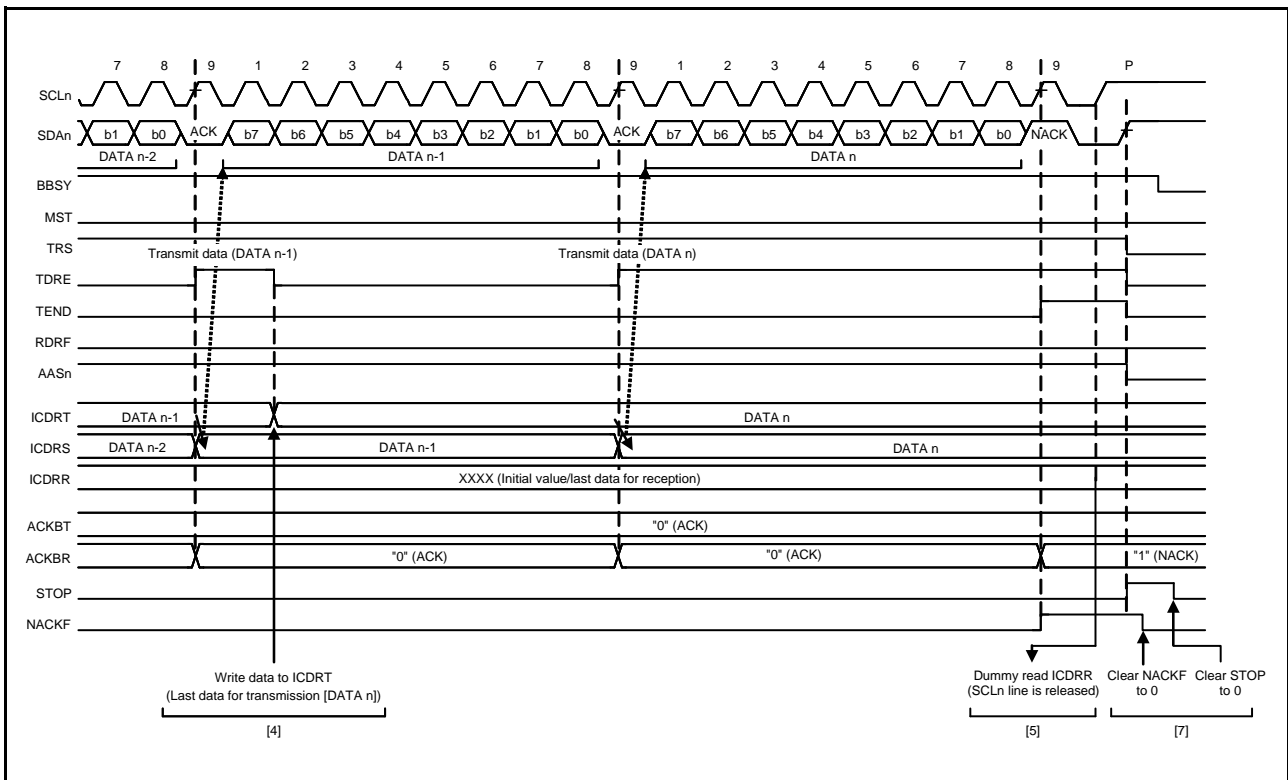 7 8 9 1 2 3 4 5 6 7 8 9 1 2 3 4 5 6 7 8 9 P
SCLn
SDAn b1 b0 ACK b7 b6 b5 b4 b3 b2 b1 b0 ACK b7 b6 b5 b4 b3 b2 b1 b0 NACK
DATA n-2 DATA n-1 DATA n
BBSY
MST
TRS
Transmit data (DATA n-1) Transmit data (DATA n)
TDRE
TEND
RDRF
AASn
ICDRT DATA n-1 DATA n
ICDRS DATA n-2 DATA n-1 DATA n
ICDRR XXXX (Initial value/last data for reception)
ACKBT "0" (ACK)
ACKBR "0" (ACK) "0" (ACK) "1" (NACK)
STOP
NACKF
Write data to ICDRT
(Last data for transmission [DATA n])
[4]
Dummy read ICDRR
(SCLn line is released)
[5]
Clear NACKF
to 0
Clear STOP
to 0
[7]